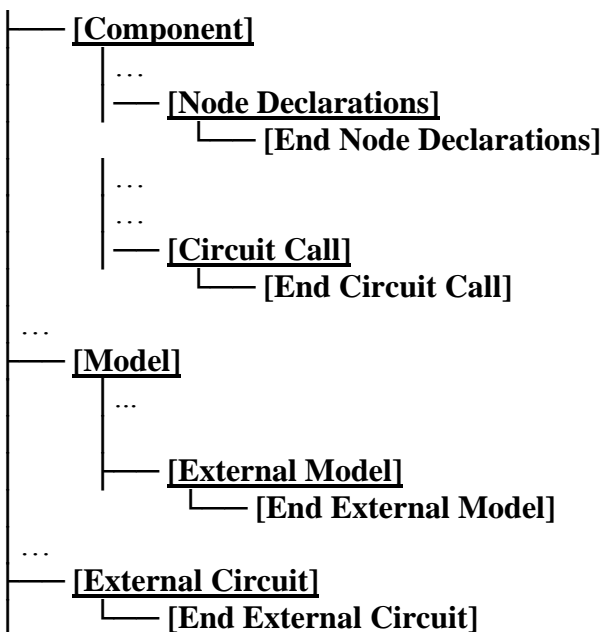 [Component]
…
[Node Declarations]
[End Node Declarations]
…
…
[Circuit Call]
[End Circuit Call]
…
[Model]
...
[External Model]
[End External Model]
…
[External Circuit]
[End External Circuit]